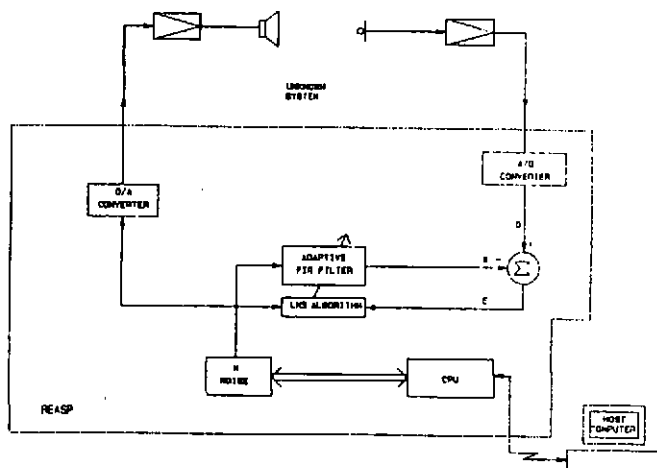 UNKNOWN
SYSTEM
D/A
CONVERTER
A/D
CONVERTER
D
ADAPTIVE
FIR FILTER
Σ
E
LMS ALGORITHM
NOISE
CPU
REASP
HOST
COMPUTER